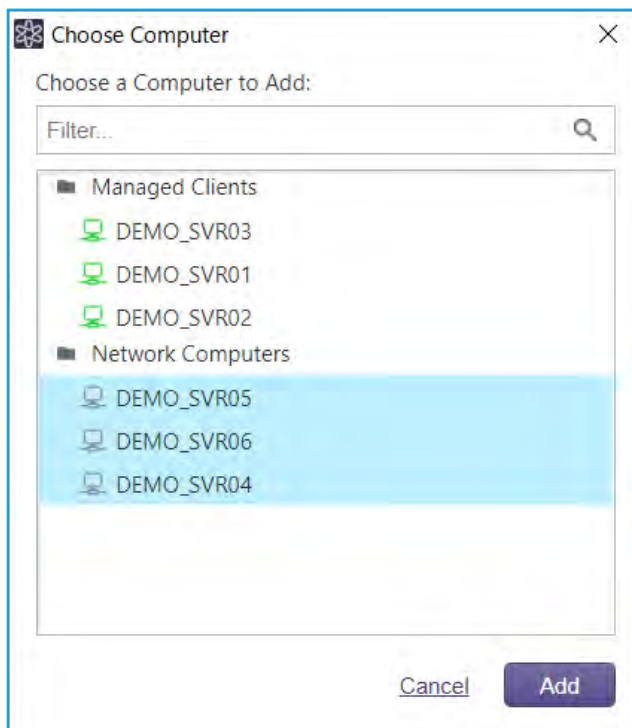 Choose Computer
Choose a Computer to Add:
Filter...
Managed Clients
DEMO_SVR03
DEMO_SVR01
DEMO_SVR02
Network Computers
DEMO_SVR05
DEMO_SVR06
DEMO_SVR04
Cancel Add